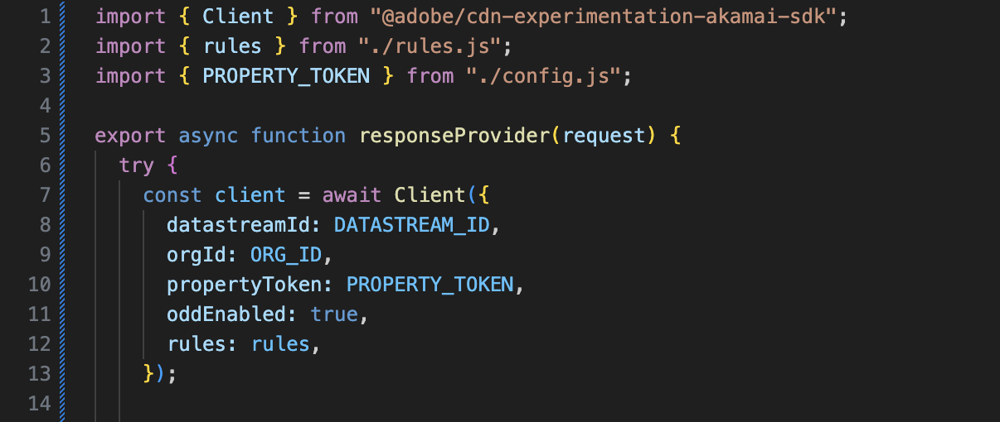 1 import { Client } from "@adobe/cdn-experimentation-akamai-sdk";
2 import { rules } from "./rules.js";
3 import { PROPERTY_TOKEN } from "./config.js";
4
5 export async function responseProvider(request) {
6   try {
7     const client = await Client({
8       datastreamId: DATASTREAM_ID,
9       orgId: ORG_ID,
10       propertyToken: PROPERTY_TOKEN,
11       oddEnabled: true,
12       rules: rules,
13     });
14